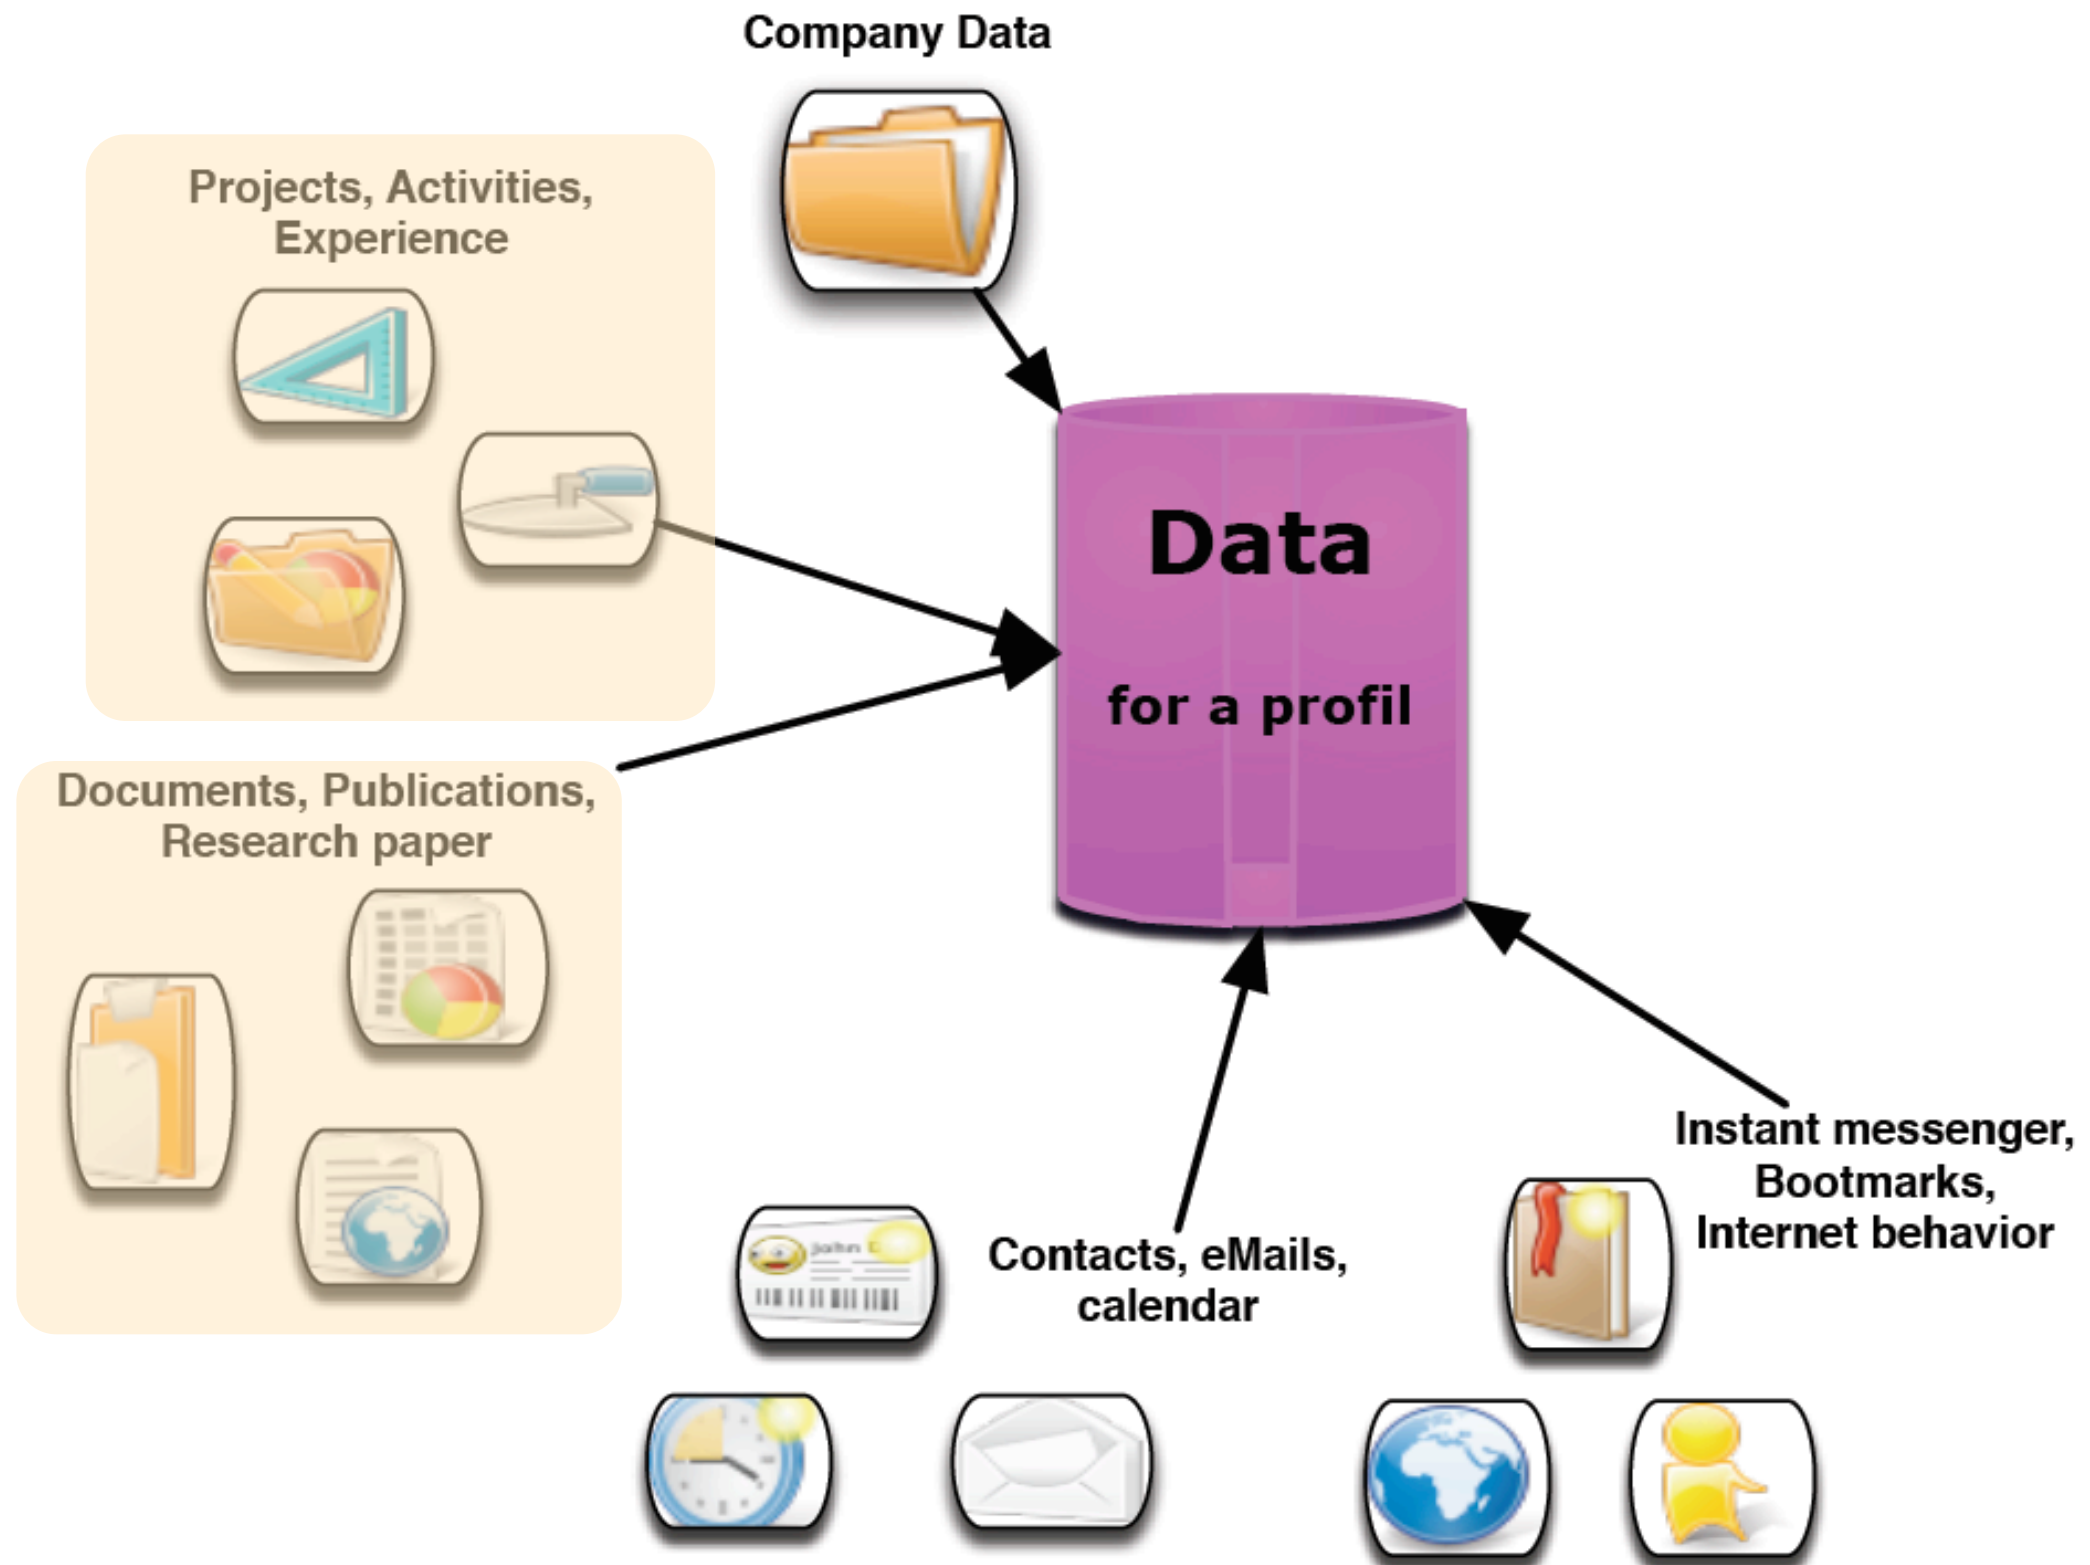 Company Data
Projects, Activities,
Experience
Data
for a profil
Documents, Publications,
Research paper
Instant messenger,
Bootmarks,
Internet behavior
Contacts, eMails,
calendar
John